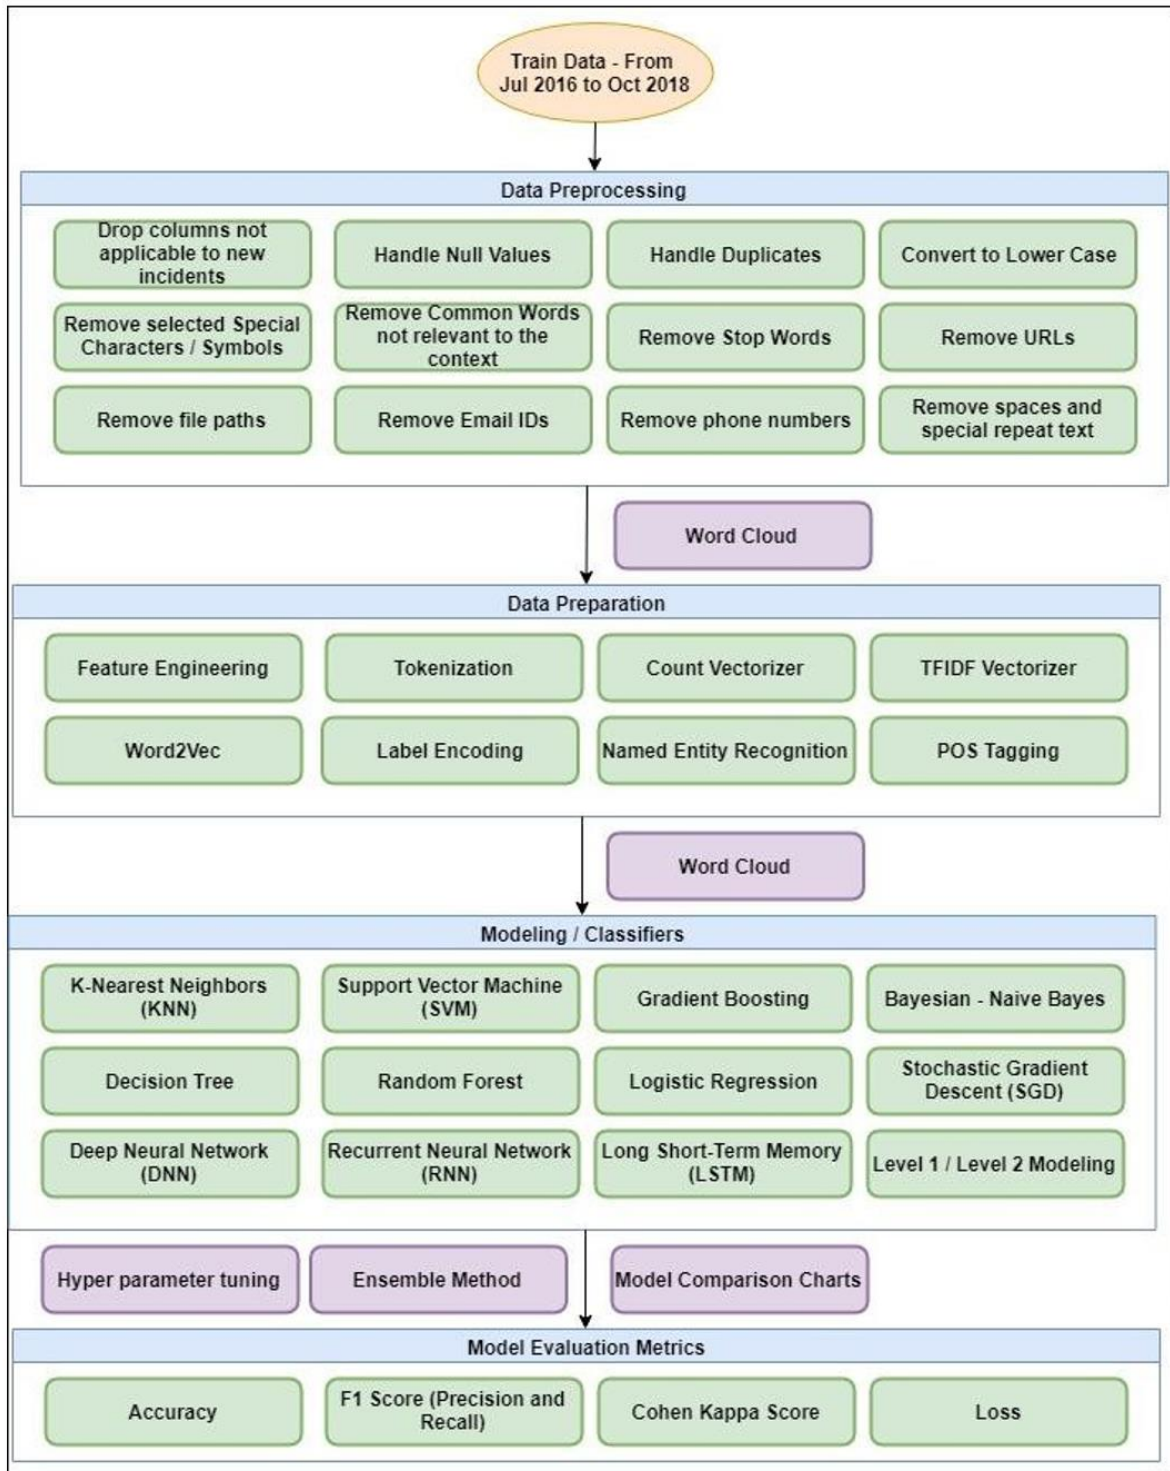 Train Data - From
Jul 2016 to Oct 2018
Data Preprocessing
Drop columns not
applicable to new
incidents
Handle Null Values
Handle Duplicates
Convert to Lower Case
Remove selected Special
Characters / Symbols
Remove Common Words
not relevant to the
context
Remove Stop Words
Remove URLs
Remove file paths
Remove Email IDs
Remove phone numbers
Remove spaces and
special repeat text
Word Cloud
Data Preparation
Feature Engineering
Tokenization
Count Vectorizer
TFIDF Vectorizer
Word2Vec
Label Encoding
Named Entity Recognition
POS Tagging
Word Cloud
Modeling / Classifiers
K-Nearest Neighbors
(KNN)
Support Vector Machine
(SVM)
Gradient Boosting
Bayesian - Naive Bayes
Decision Tree
Random Forest
Logistic Regression
Stochastic Gradient
Descent (SGD)
Deep Neural Network
(DNN)
Recurrent Neural Network
(RNN)
Long Short-Term Memory
(LSTM)
Level 1 / Level 2 Modeling
Hyper parameter tuning
Ensemble Method
Model Comparison Charts
Model Evaluation Metrics
Accuracy
F1 Score (Precision and
Recall)
Cohen Kappa Score
Loss